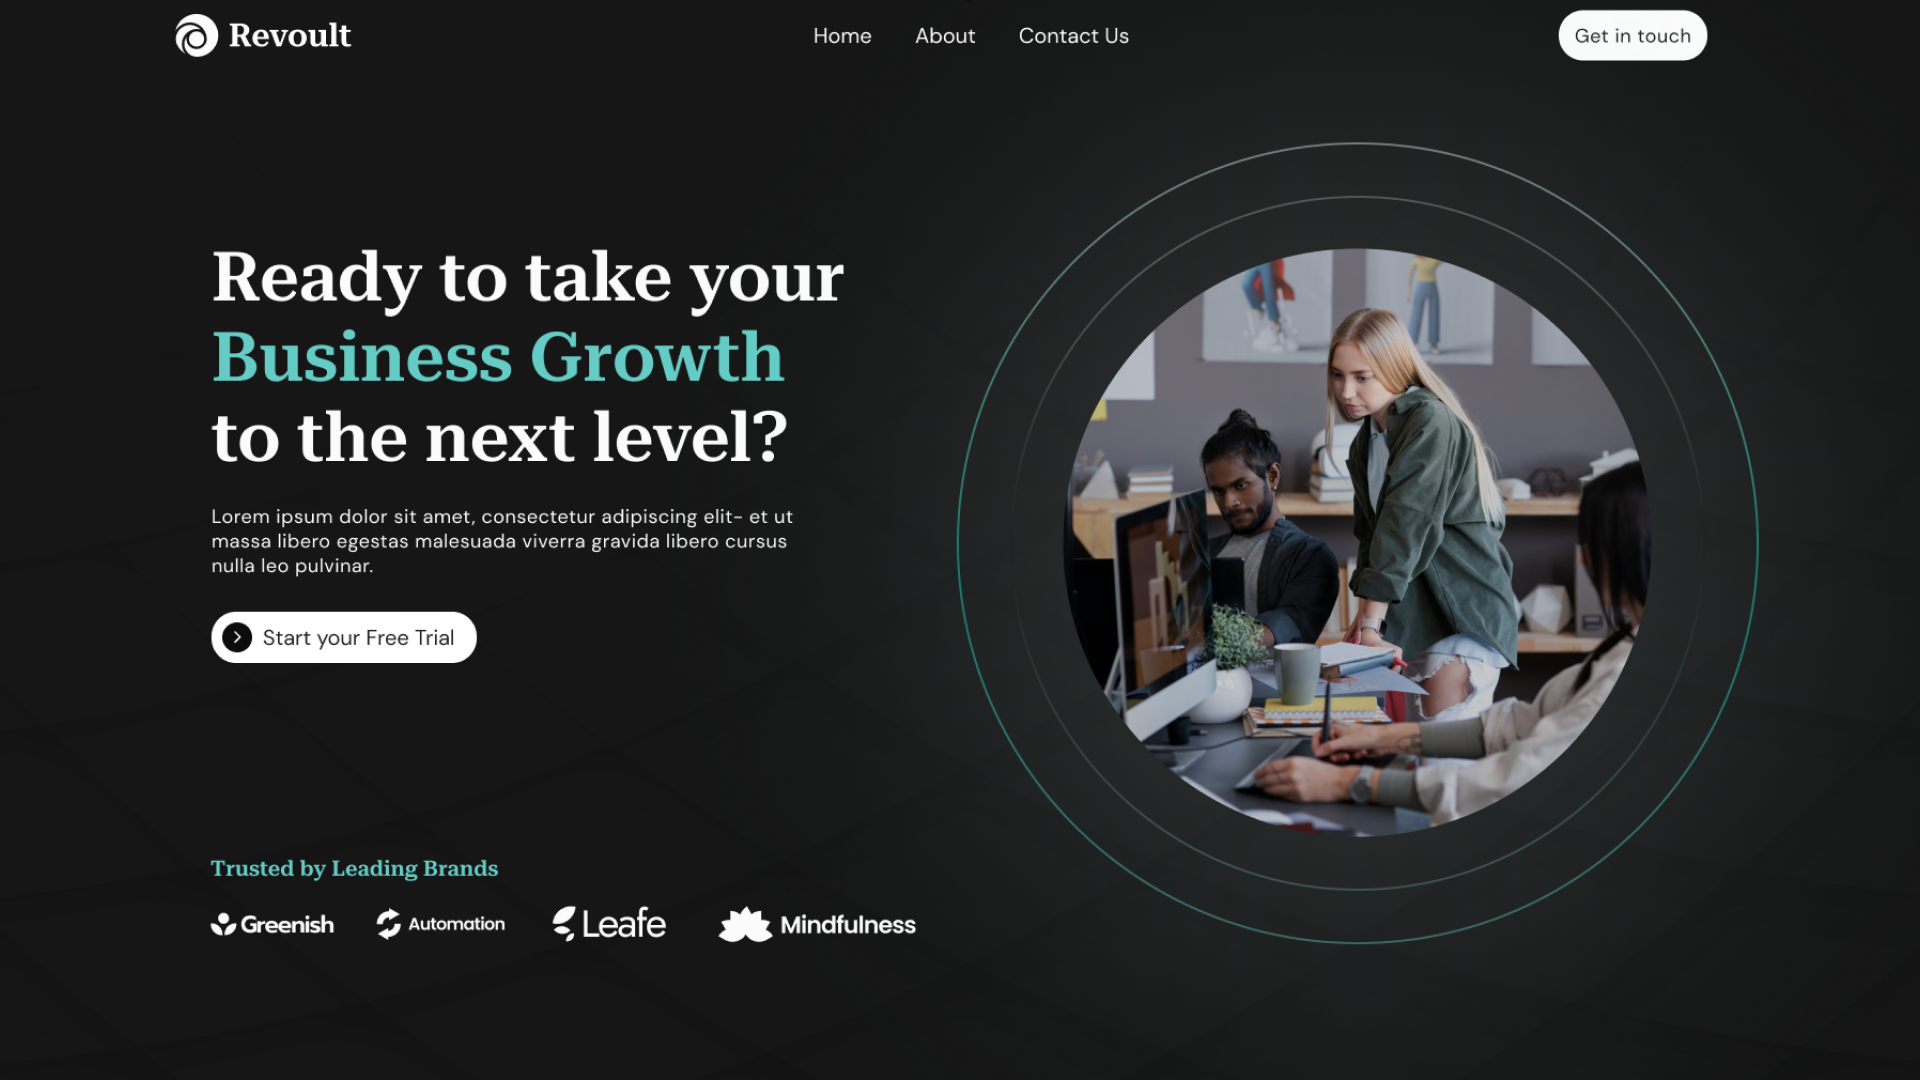 Revoult
Home
About
Contact Us
Get in touch
Ready to take your
Business Growth
to the next level?
Lorem ipsum dolor sit amet, consectetur adipiscing elit- et ut
massa libero egestas malesuada viverra gravida libero cursus
nulla leo pulvinar.
Start your Free Trial
Trusted by Leading Brands
Greenish
Automation
Leafe
Mindfulness